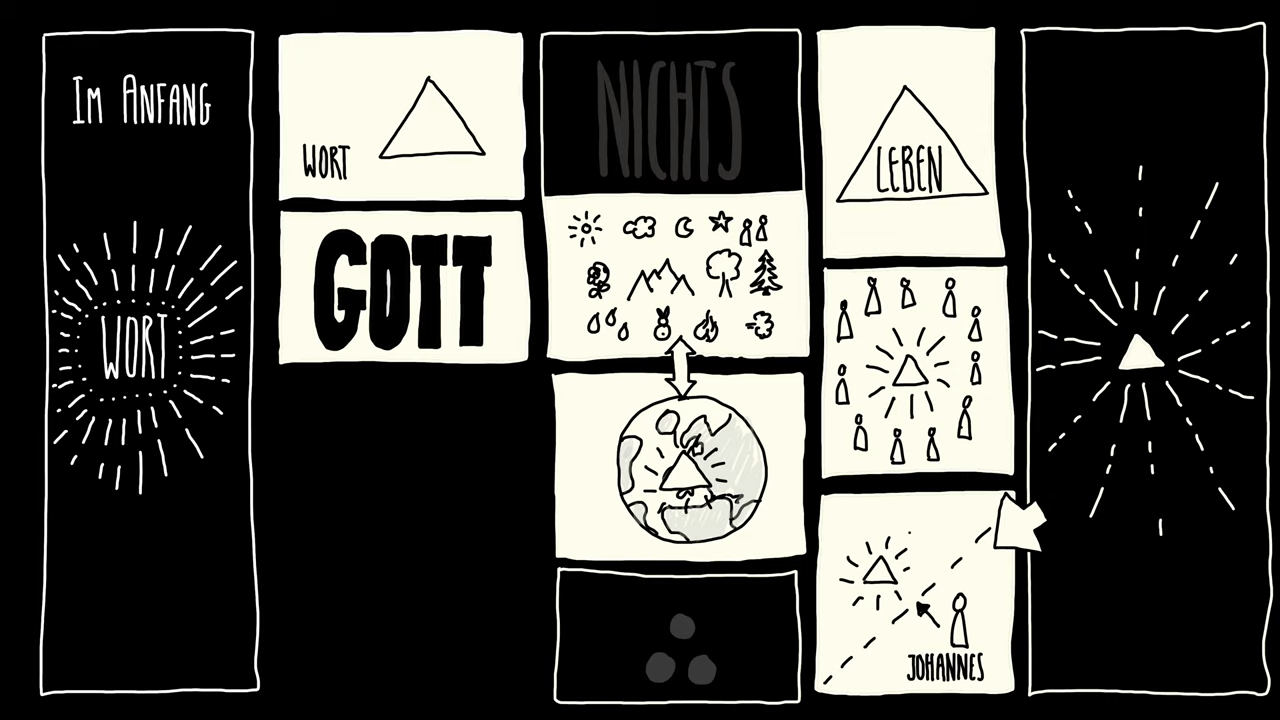 Im Anfang
WORT
WORT
GOTT
NICHTS
LEBEN
JOHANNES